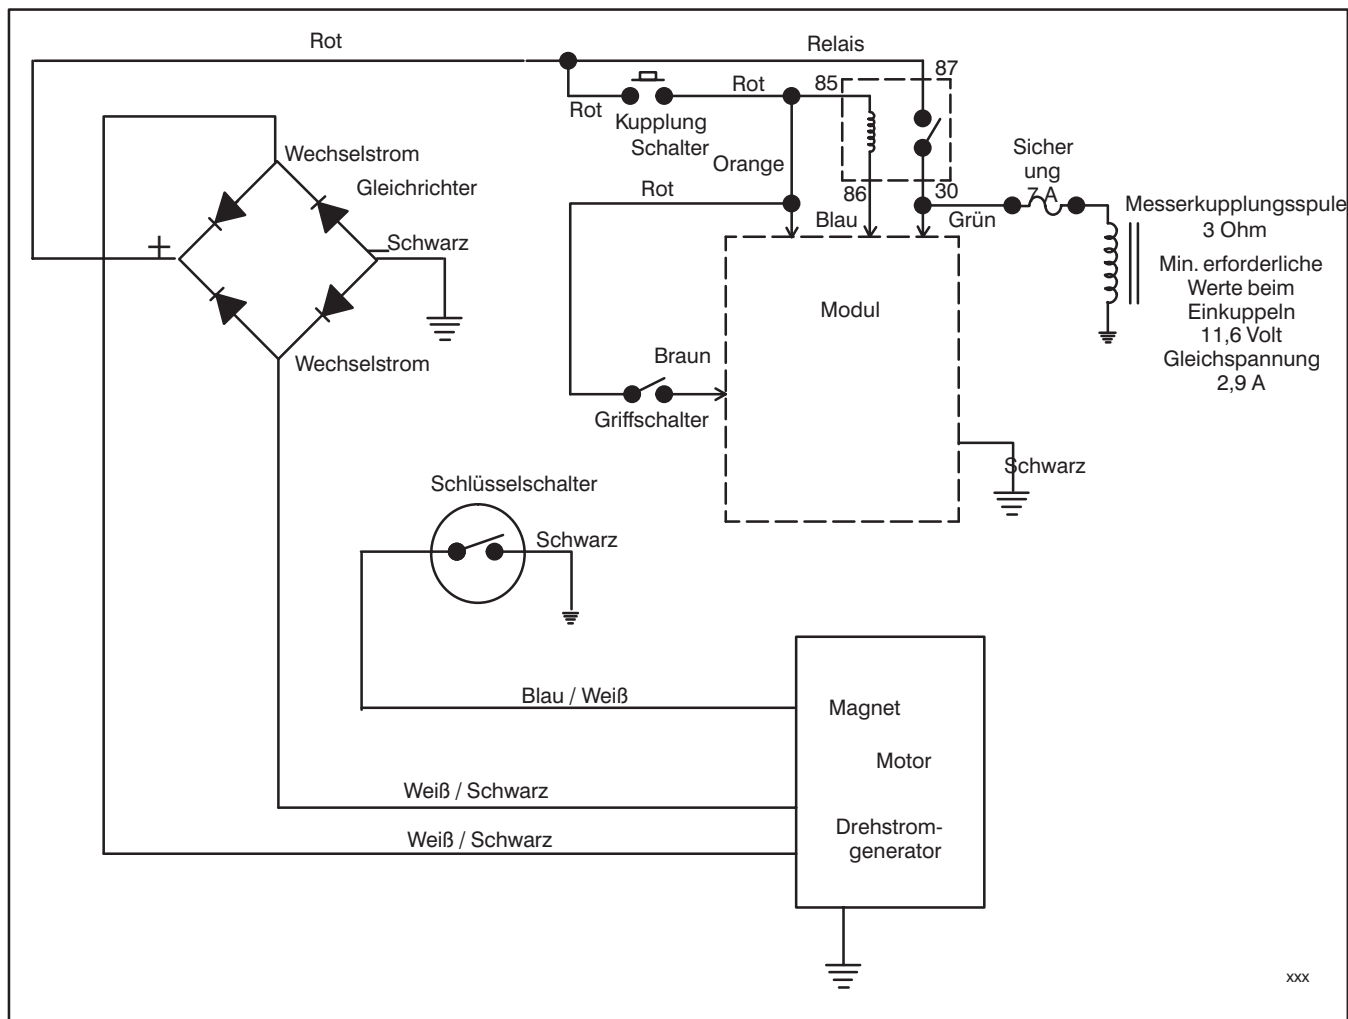 Rot
Relais
87
85
Rot
Rot
Kupplung
Schalter
Wechselstrom
Gleichrichter
Orange
Rot
86
30
Blau
Grün
Sicher
ung
7 A
Messerkupplungsspule
3 Ohm
Min. erforderliche
Werte beim
Einkuppeln
11,6 Volt
Gleichspannung
2,9 A
+
Schwarz
Modul
Wechselstrom
Braun
Griffschalter
Schwarz
Schlüsselschalter
Schwarz
Blau / Weiß
Magnet
Motor
Weiß / Schwarz
Drehstrom-
generator
Weiß / Schwarz
xxx